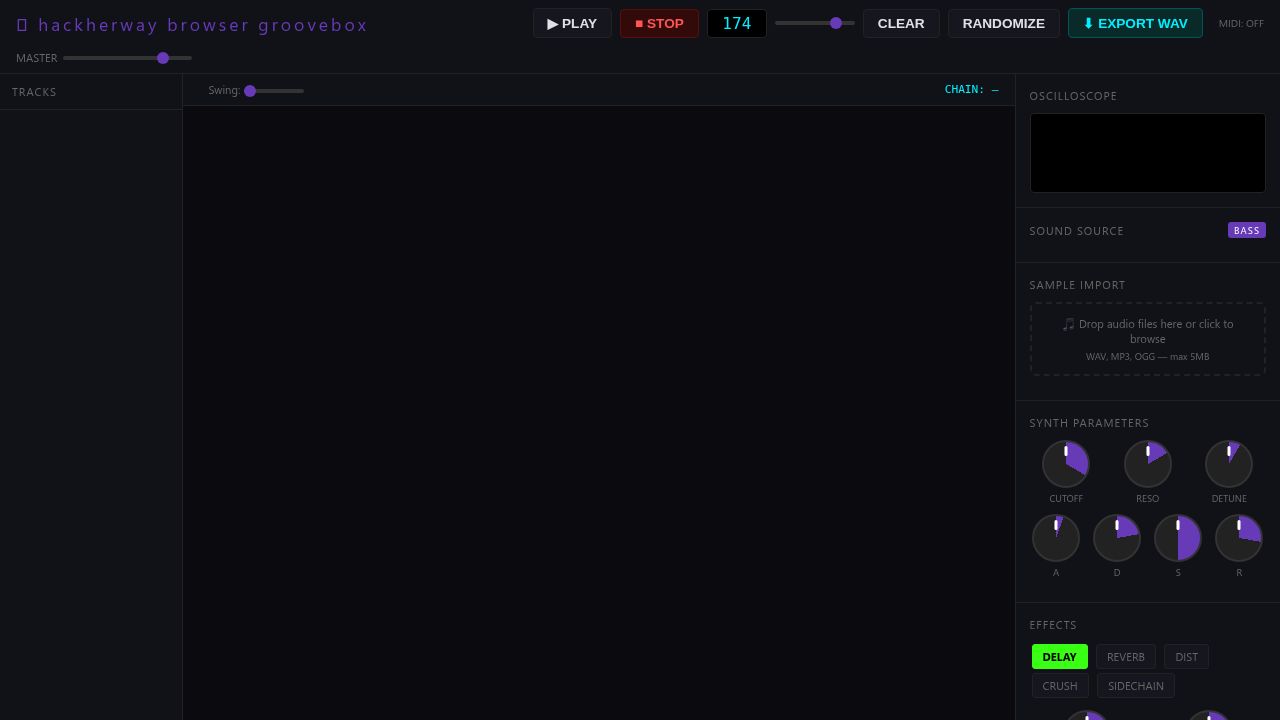 hackherway browser groovebox
▶ PLAY
■ STOP
174
CLEAR
RANDOMIZE
⬇ EXPORT WAV
MIDI: OFF
MASTER
TRACKS
Swing:
CHAIN: —
OSCILLOSCOPE
SOUND SOURCE
BASS
SAMPLE IMPORT
🎵 Drop audio files here or click to
browse
WAV, MP3, OGG — max 5MB
SYNTH PARAMETERS
CUTOFF
RESO
DETUNE
A
D
S
R
EFFECTS
DELAY
REVERB
DIST
CRUSH
SIDECHAIN